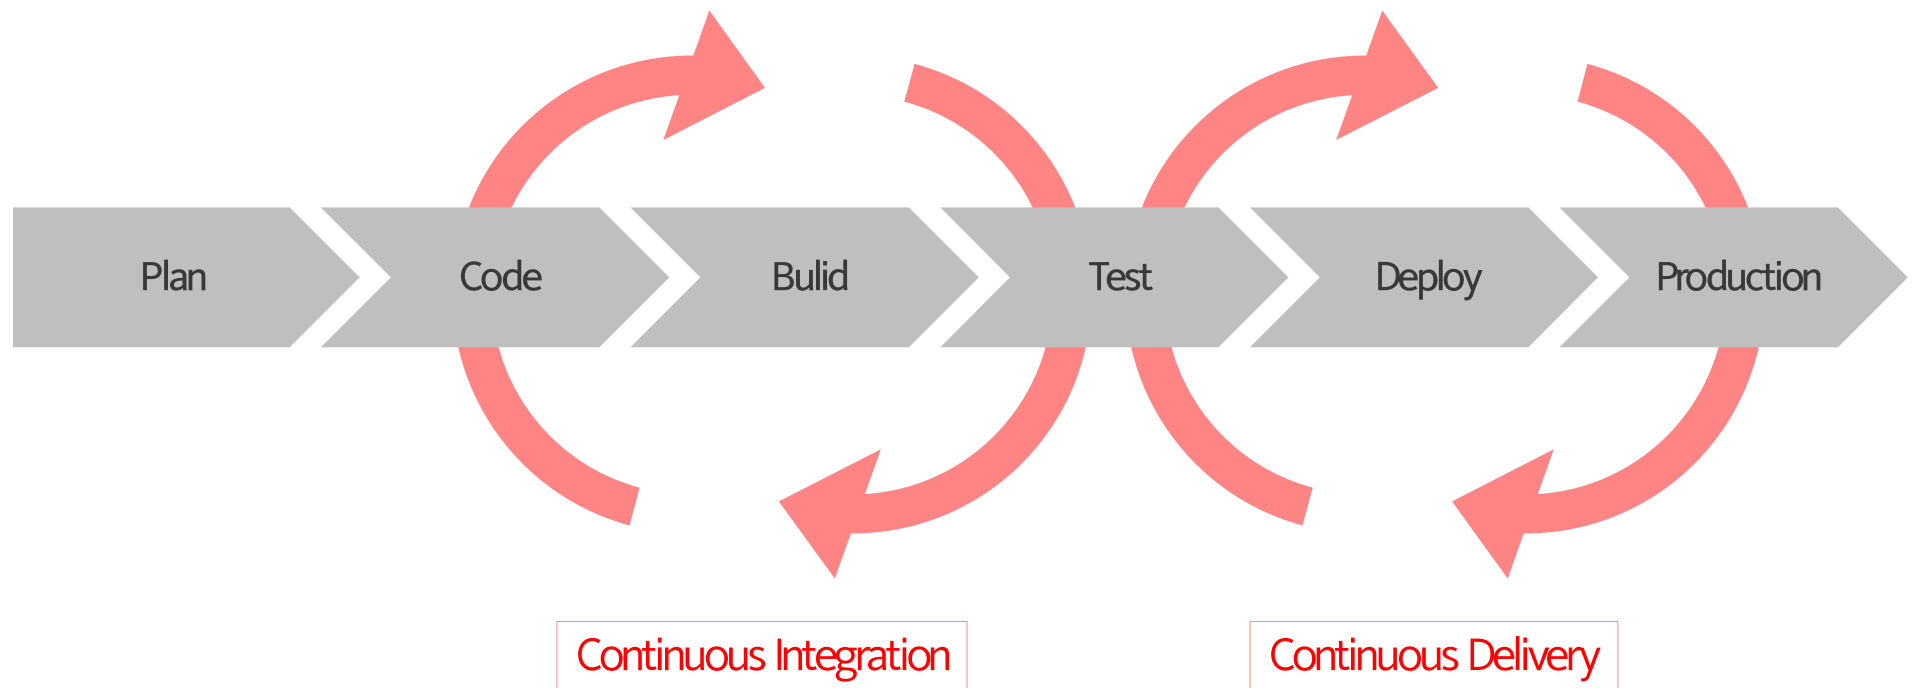 Plan
Code
Bulid
Test
Deploy
Production
Continuous Integration
Continuous Delivery